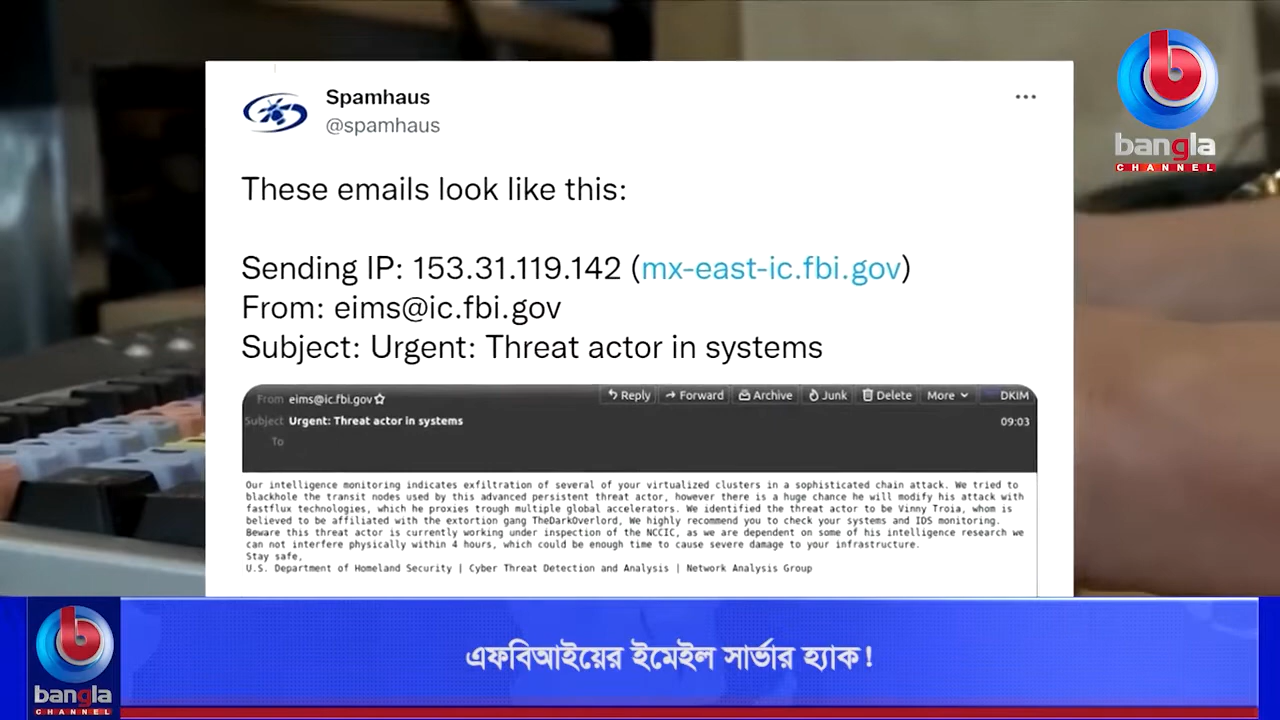 Spamhaus
@spamhaus
bangla
CHANNEL
These emails look like this:
Sending IP: 153.31.119.142 (mx-east-ic.fbi.gov)
From: eims@ic.fbi.gov
Subject: Urgent: Threat actor in systems
From eims@ic.fbi.gov Reply Forward Archive Junk Delete More DKIM
Subject Urgent: Threat actor in systems 09:03
To
Our intelligence monitoring indicates exfiltration of several of your virtualized clusters in a sophisticated chain attack. We tried to
blackhole the transit nodes used by this advanced persistent threat actor, however there is a huge chance he will modify his attack with
fastflux technologies, which he proxies trough multiple global accelerators. We identified the threat actor to be Vinny Troia, whom is
believed to be affiliated with the extortion gang TheDarkOverlord, We highly recommend you to check your systems and IDS monitoring.
Beware this threat actor is currently working under inspection of the NCCIC, as we are dependent on some of his intelligence research we
can not interfere physically within 4 hours, which could be enough time to cause severe damage to your infrastructure.
Stay safe,
U.S. Department of Homeland Security | Cyber Threat Detection and Analysis | Network Analysis Group
এফবিআইয়ের ইমেইল সার্ভার হ্যাক!
bangla
CHANNEL